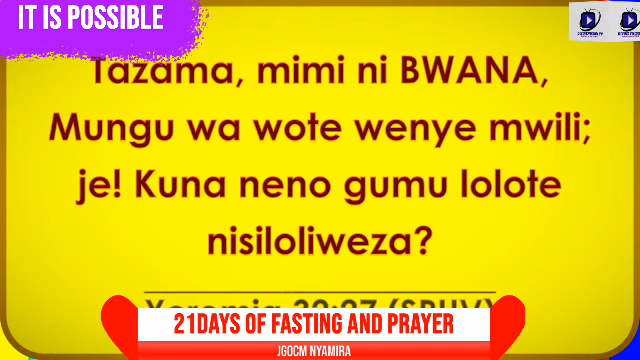 IT IS POSSIBLE
Tazama, mimi ni BWANA,
Mungu wa wote wenye mwili;
je! Kuna neno gumu lolote
nisiloliweza?
21DAYS OF FASTING AND PRAYER
JGOCM NYAMIRA